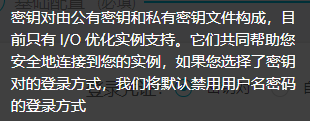 密钥对由公有密钥和私有密钥文件构成，目
前只有 I/O 优化实例支持。它们共同帮助您
安全地连接到您的实例，如果您选择了密钥
对的登录方式，我们将默认禁用用户名密码
的登录方式